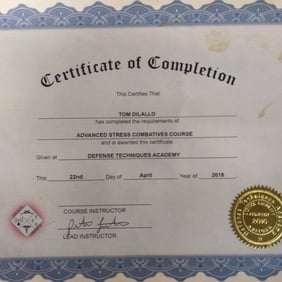 Certificate of Completion
This Certifies That
TOM DILALLO
has completed the requirements of
ADVANCED STRESS COMBATIVES COURSE
and is awarded this certificate
Given at DEFENSE TECHNIQUES ACADEMY
This 22nd Day of April Year of 2018
COURSE INSTRUCTOR
LEAD INSTRUCTOR